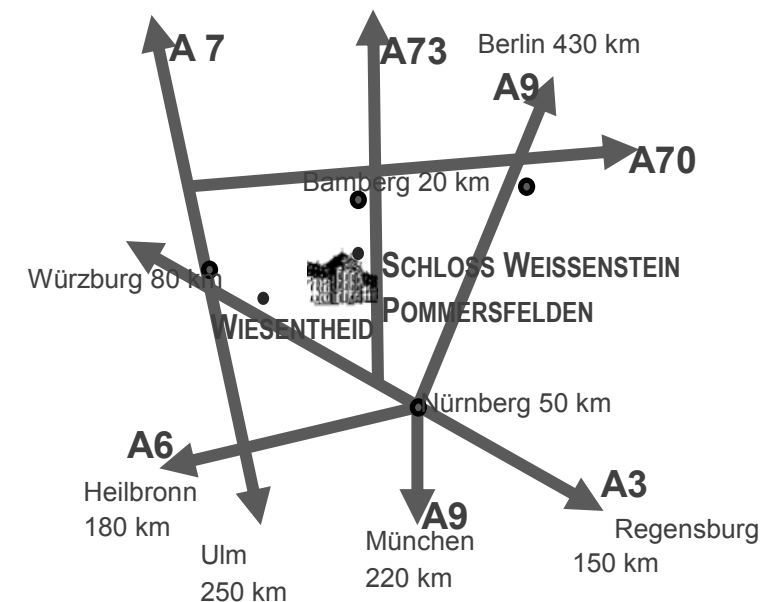 A 7
A73
Berlin 430 km
A9
A70
Bamberg 20 km
SCHLOSS WEISSENSTEIN
POMMERSFELDEN
Würzburg 80 km
WIESENTHEID
Nürnberg 50 km
A6
Heilbronn
180 km
A3
Regensburg
150 km
A9
München
220 km
Ulm
250 km